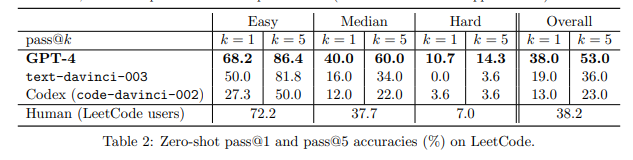 Easy Median Hard Overall
pass@k k = 1 k = 5 k = 1 k = 5 k = 1 k = 5 k = 1 k = 5
GPT-4 68.2 86.4 40.0 60.0 10.7 14.3 38.0 53.0
text-davinci-003 50.0 81.8 16.0 34.0 0.0 3.6 19.0 36.0
Codex (code-davinci-002) 27.3 50.0 12.0 22.0 3.6 3.6 13.0 23.0
Human (LeetCode users) 72.2 37.7 7.0 38.2
Table 2: Zero-shot pass@1 and pass@5 accuracies (%) on LeetCode.